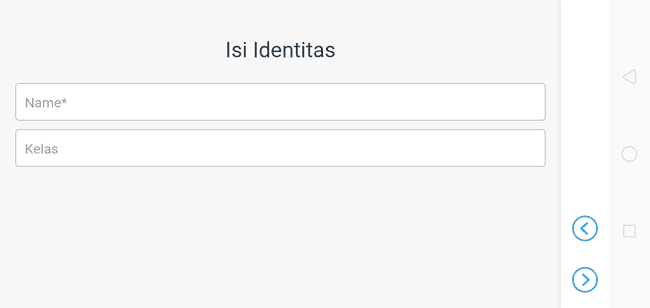 Isi Identitas
Name*
Kelas